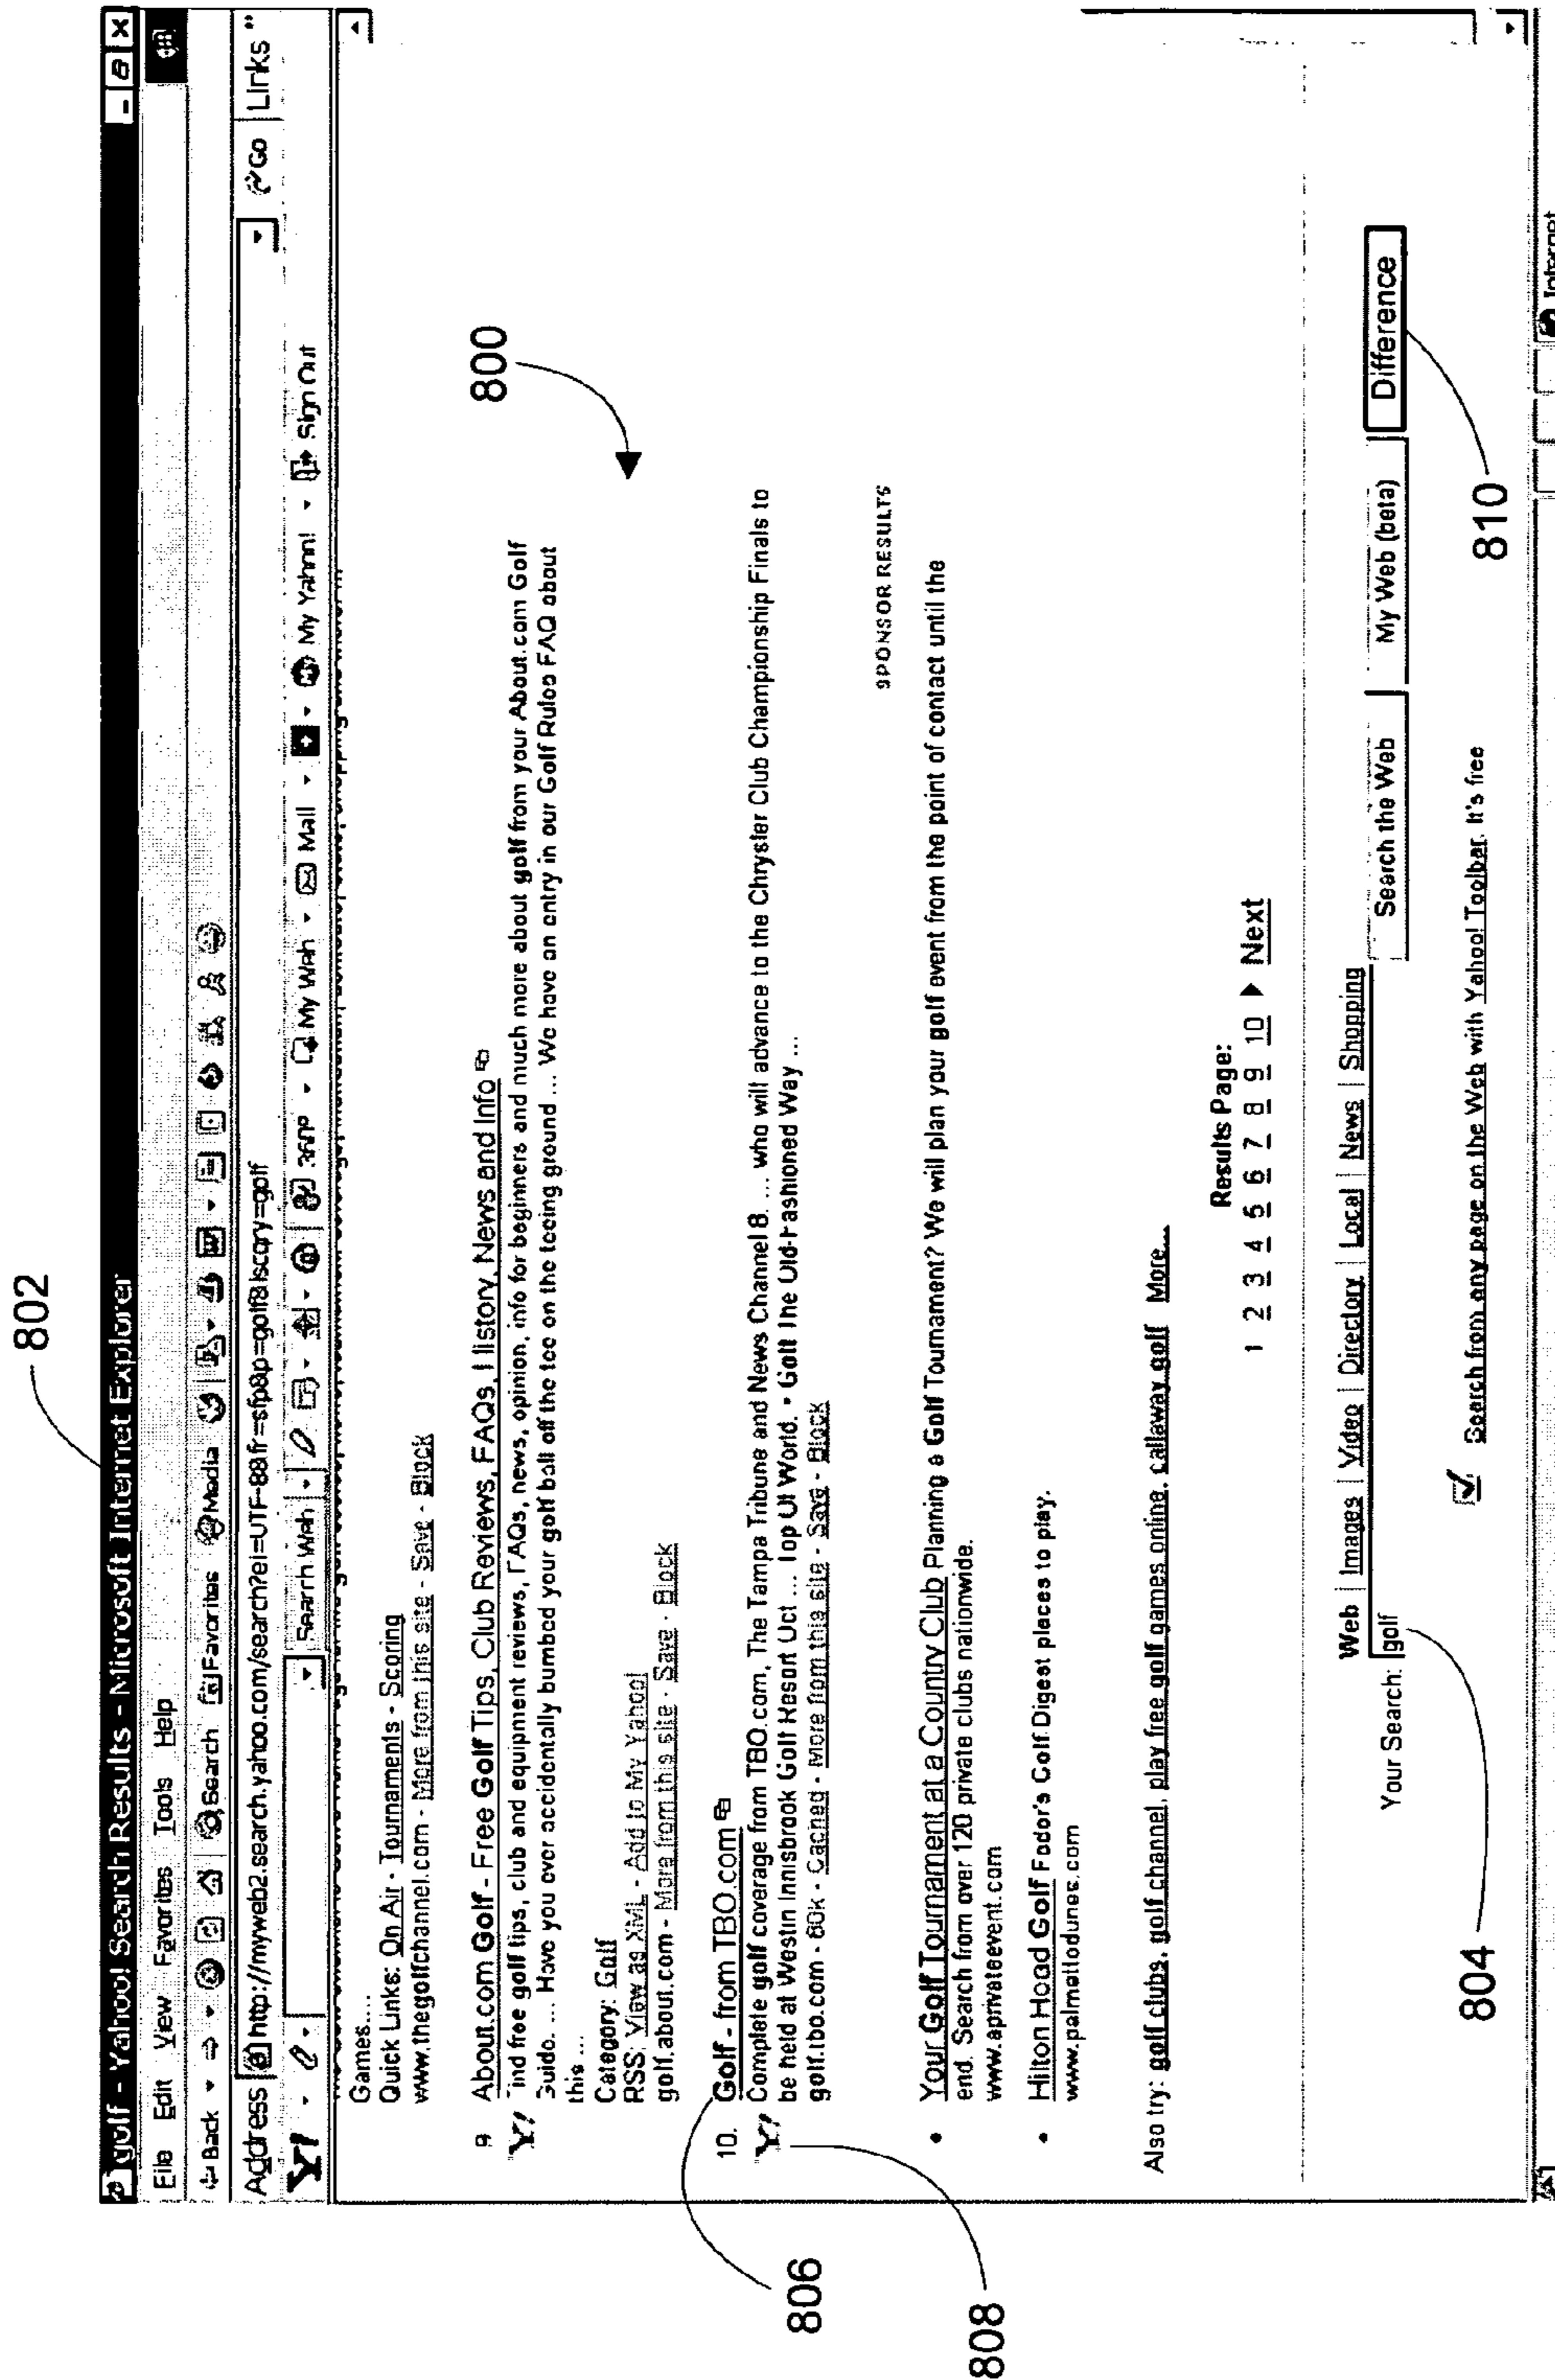 802
golf - Yahoo! Search Results - Microsoft Internet Explorer
File Edit View Favorites Tools Help
Back Search Favorites Media
Address http://myweb2.search.yahoo.com/search?ei=UTF-8&fr=sfp&p=golf&iscqry=golf Go Links "
Y! Search Web 360° My Web Mail My Yahoo! Sign Out
Games...
Quick Links: On Air - Tournaments - Scoring
www.thegolfchannel.com - More from this site - Save - Block
800
9. About.com Golf - Free Golf Tips, Club Reviews, FAQs, History, News and Info
Y! Find free golf tips, club and equipment reviews, FAQs, news, opinion, info for beginners and much more about golf from your About.com Golf
Guide. ... Have you ever accidentally bumped your golf ball off the tee on the teeing ground ... We have an entry in our Golf Rules FAQ about
this ...
Category: Golf
RSS: View as XML - Add to My Yahoo!
golf.about.com - More from this site - Save - Block
806
10. Golf - from TBO.com
Y! Complete golf coverage from TBO.com, The Tampa Tribune and News Channel 8. ... who will advance to the Chrysler Club Championship Finals to
be held at Westin Innisbrook Golf Resort Oct ... Top Of World. • Golf The Old-Fashioned Way ...
golf.tbo.com - 60k - Cached - More from this site - Save - Block
808
SPONSOR RESULTS
• Your Golf Tournament at a Country Club Planning a Golf Tournament? We will plan your golf event from the point of contact until the
end. Search from over 120 private clubs nationwide.
www.aprivateevent.com
• Hilton Head Golf Fodor's Golf Digest places to play.
www.palmettodunes.com
Also try: golf clubs, golf channel, play free golf games online, callaway golf More...
Results Page:
1 2 3 4 5 6 7 8 9 10 ▶ Next
Web | Images | Video | Directory | Local | News | Shopping
Your Search: golf Search the Web My Web (beta) Difference
Search from any page on the Web with Yahoo! Toolbar. It's free
804
810
Internet